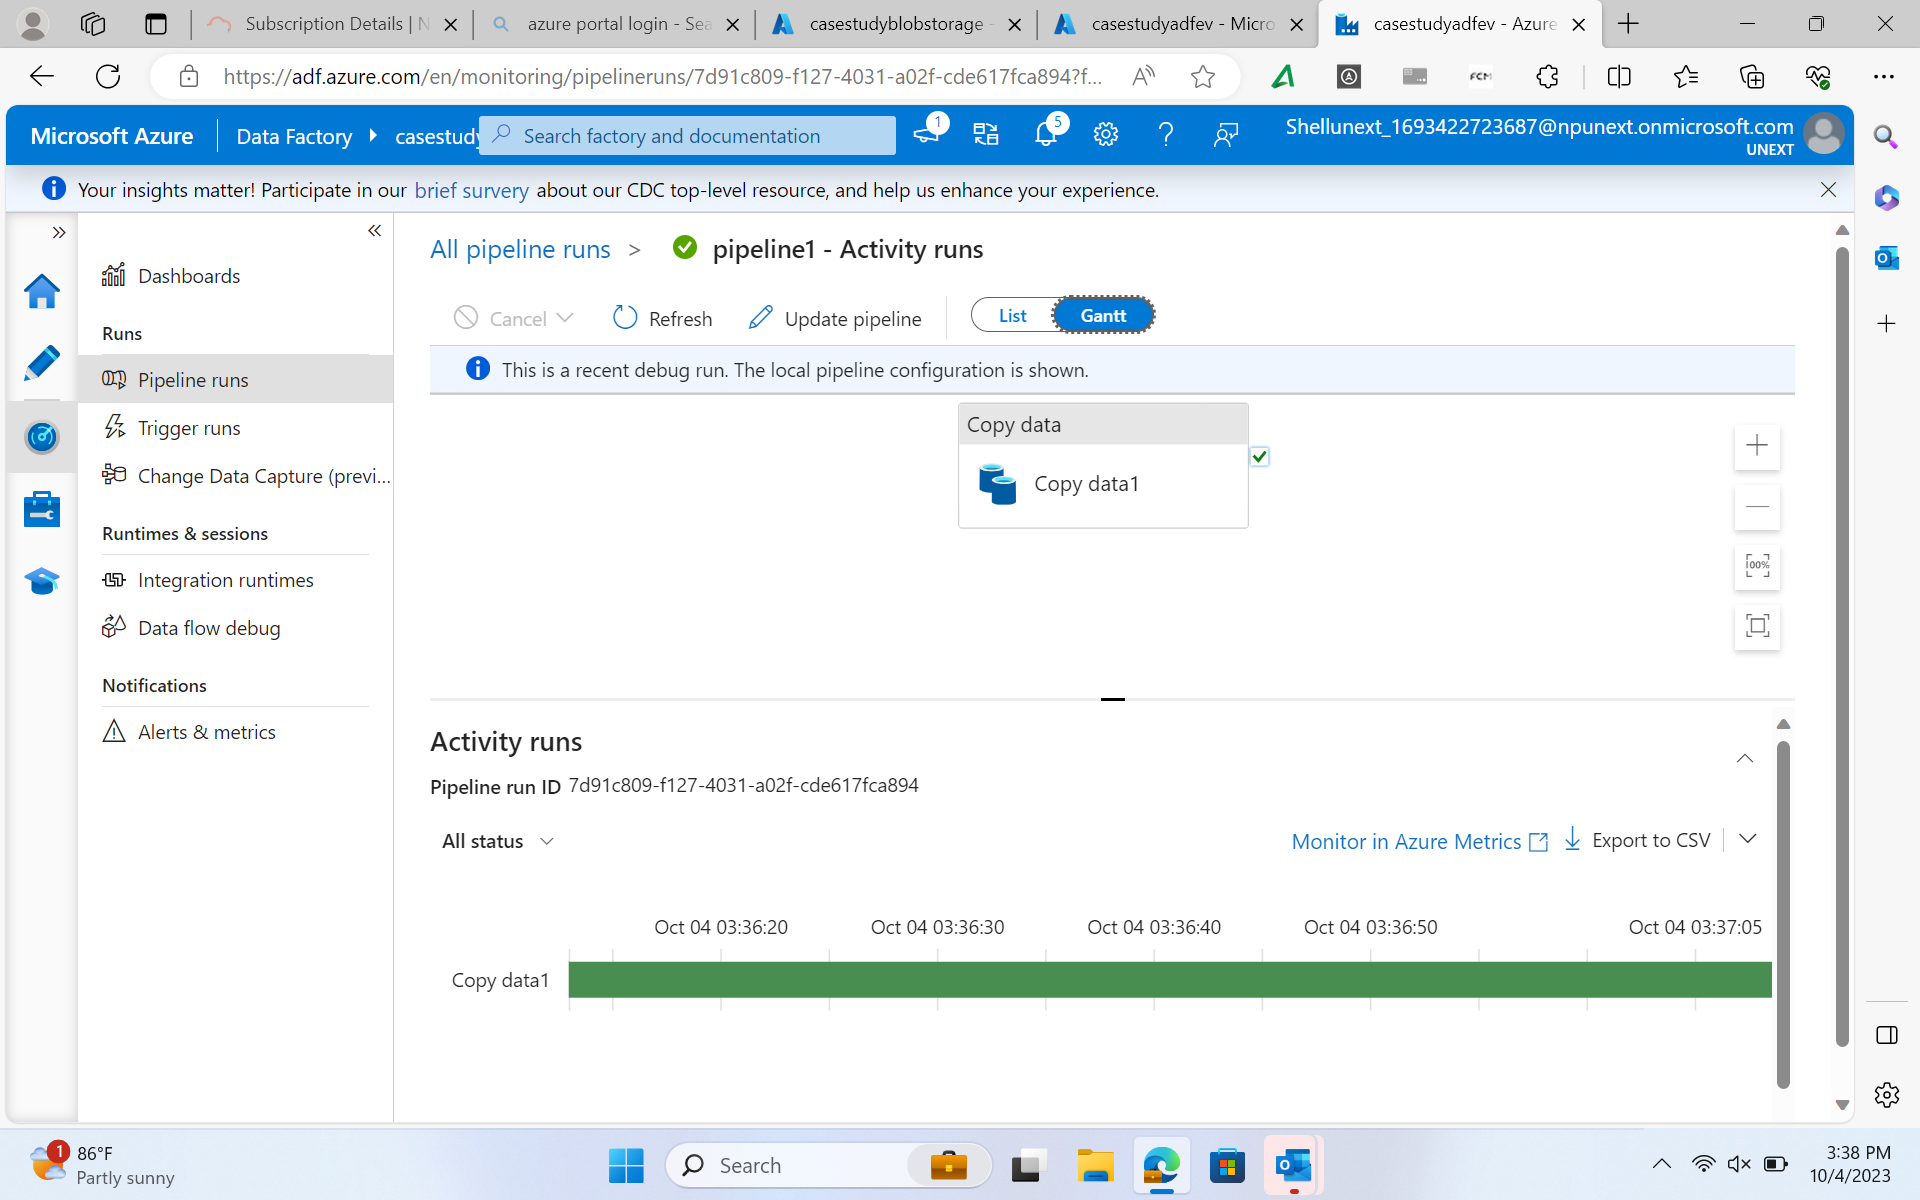 Subscription Details | N
azure portal login - Sea
casestudyblobstorage -
casestudyadfev - Micro
casestudyadfev - Azure
https://adf.azure.com/en/monitoring/pipelineruns/7d91c809-f127-4031-a02f-cde617fca894?f...
FCM
Microsoft Azure
Data Factory
casestudy
Search factory and documentation
1
5
Shellunext_1693422723687@npunext.onmicrosoft.com
UNEXT
Your insights matter! Participate in our brief survery about our CDC top-level resource, and help us enhance your experience.
Dashboards
Runs
Pipeline runs
Trigger runs
Change Data Capture (previ...
Runtimes & sessions
Integration runtimes
Data flow debug
Notifications
Alerts & metrics
All pipeline runs > pipeline1 - Activity runs
Cancel
Refresh
Update pipeline
List
Gantt
This is a recent debug run. The local pipeline configuration is shown.
Copy data
Copy data1
100%
Activity runs
Pipeline run ID 7d91c809-f127-4031-a02f-cde617fca894
All status
Monitor in Azure Metrics
Export to CSV
Oct 04 03:36:20
Oct 04 03:36:30
Oct 04 03:36:40
Oct 04 03:36:50
Oct 04 03:37:05
Copy data1
1
86°F
Partly sunny
Search
3:38 PM
10/4/2023